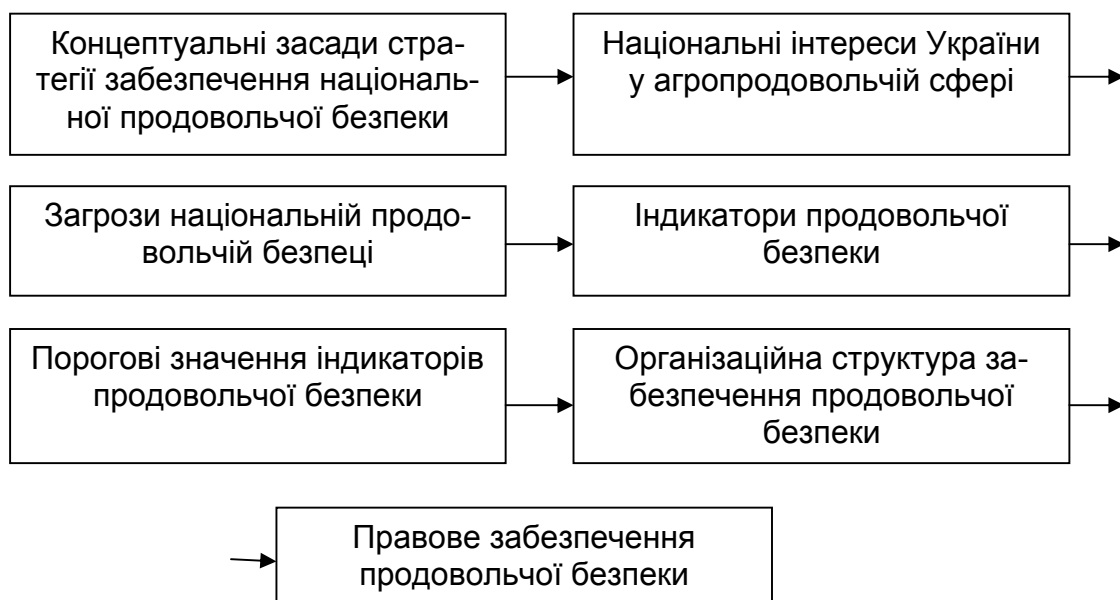 Концептуальні засади стра-
тегії забезпечення національ-
ної продовольчої безпеки
Національні інтереси України
у агропродовольчій сфері
Загрози національній продо-
вольчій безпеці
Індикатори продовольчої
безпеки
Порогові значення індикаторів
продовольчої безпеки
Організаційна структура за-
безпечення продовольчої
безпеки
Правове забезпечення
продовольчої безпеки